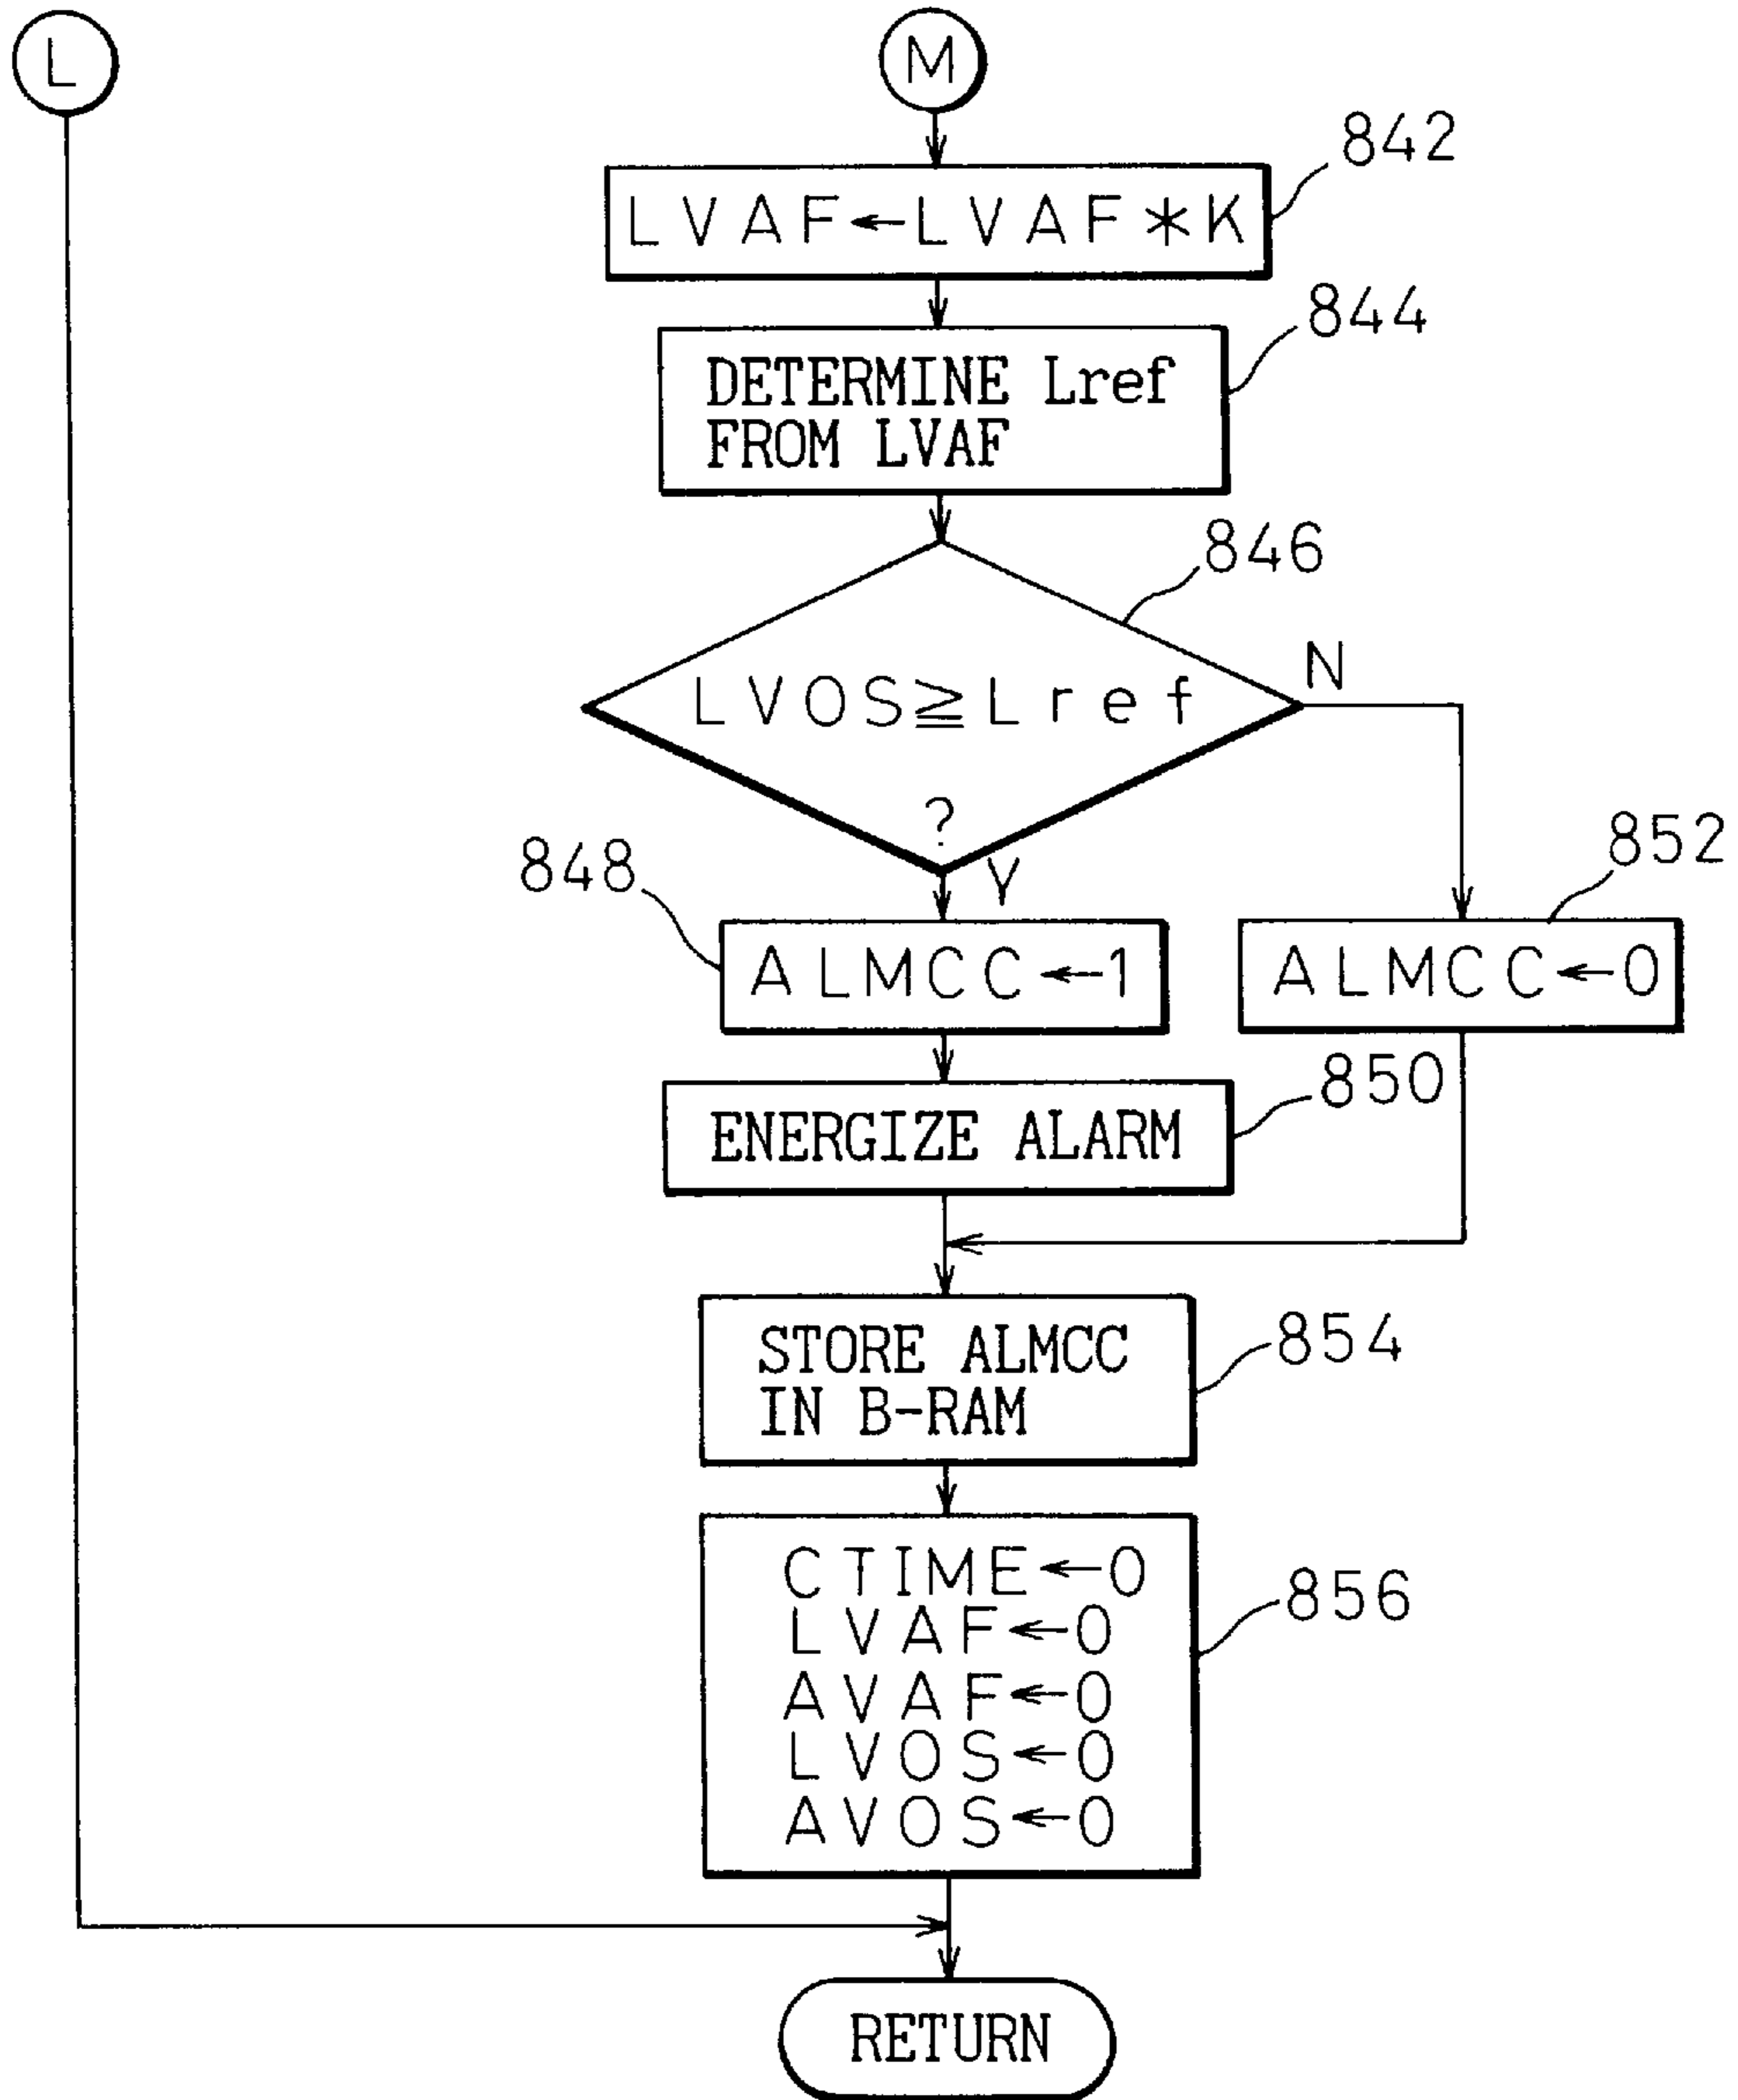 L
M
842
LVAF←LVAF*K
844
DETERMINE Lref
FROM LVAF
846
LVOS≧Lref
?
N
Y
848
852
ALMCC←1
ALMCC←0
850
ENERGIZE ALARM
STORE ALMCC
IN B-RAM
854
CTIME←0
LVAF←0
AVAF←0
LVOS←0
AVOS←0
856
RETURN